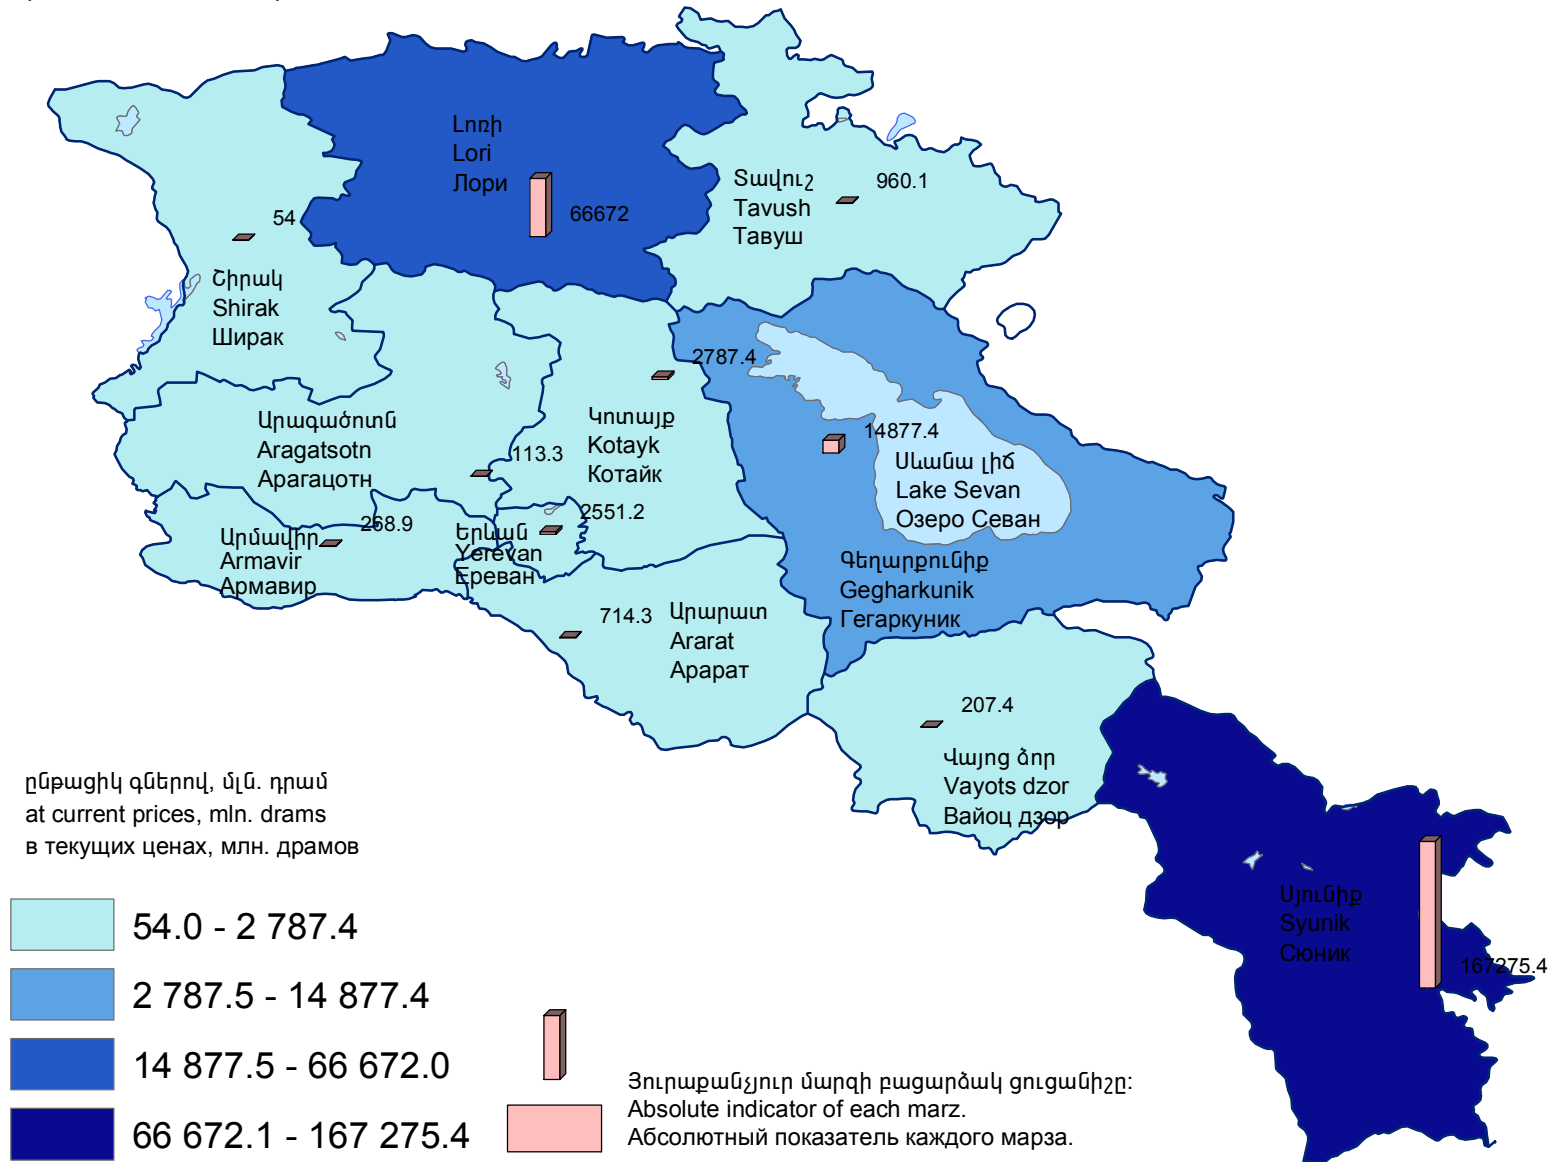 Լոռի
Lori
Лори
66672
Տավուշ
Tavush
Тавуш
960.1
54
Շիրակ
Shirak
Ширак
2787.4
Արագածոտն
Aragatsotn
Арагацотн
113.3
Կոտայք
Kotayk
Котайк
14877.4
Սևանա լիճ
Lake Sevan
Озеро Севан
Արմավիր
Armavir
Армавир
268.9
Երևան
Yerevan
Ереван
2551.2
Գեղարքունիք
Gegharkunik
Гегаркуник
714.3
Արարատ
Ararat
Арарат
207.4
Վայոց ձոր
Vayots dzor
Вайоц дзор
Սյունիք
Syunik
Сюник
167275.4
ընթացիկ գներով, մլն. դրամ
at current prices, mln. drams
в текущих ценах, млн. драмов
54.0 - 2 787.4
2 787.5 - 14 877.4
14 877.5 - 66 672.0
66 672.1 - 167 275.4
Յուրաքանչյուր մարզի բացարձակ ցուցանիշը:
Absolute indicator of each marz.
Абсолютный показатель каждого марза.